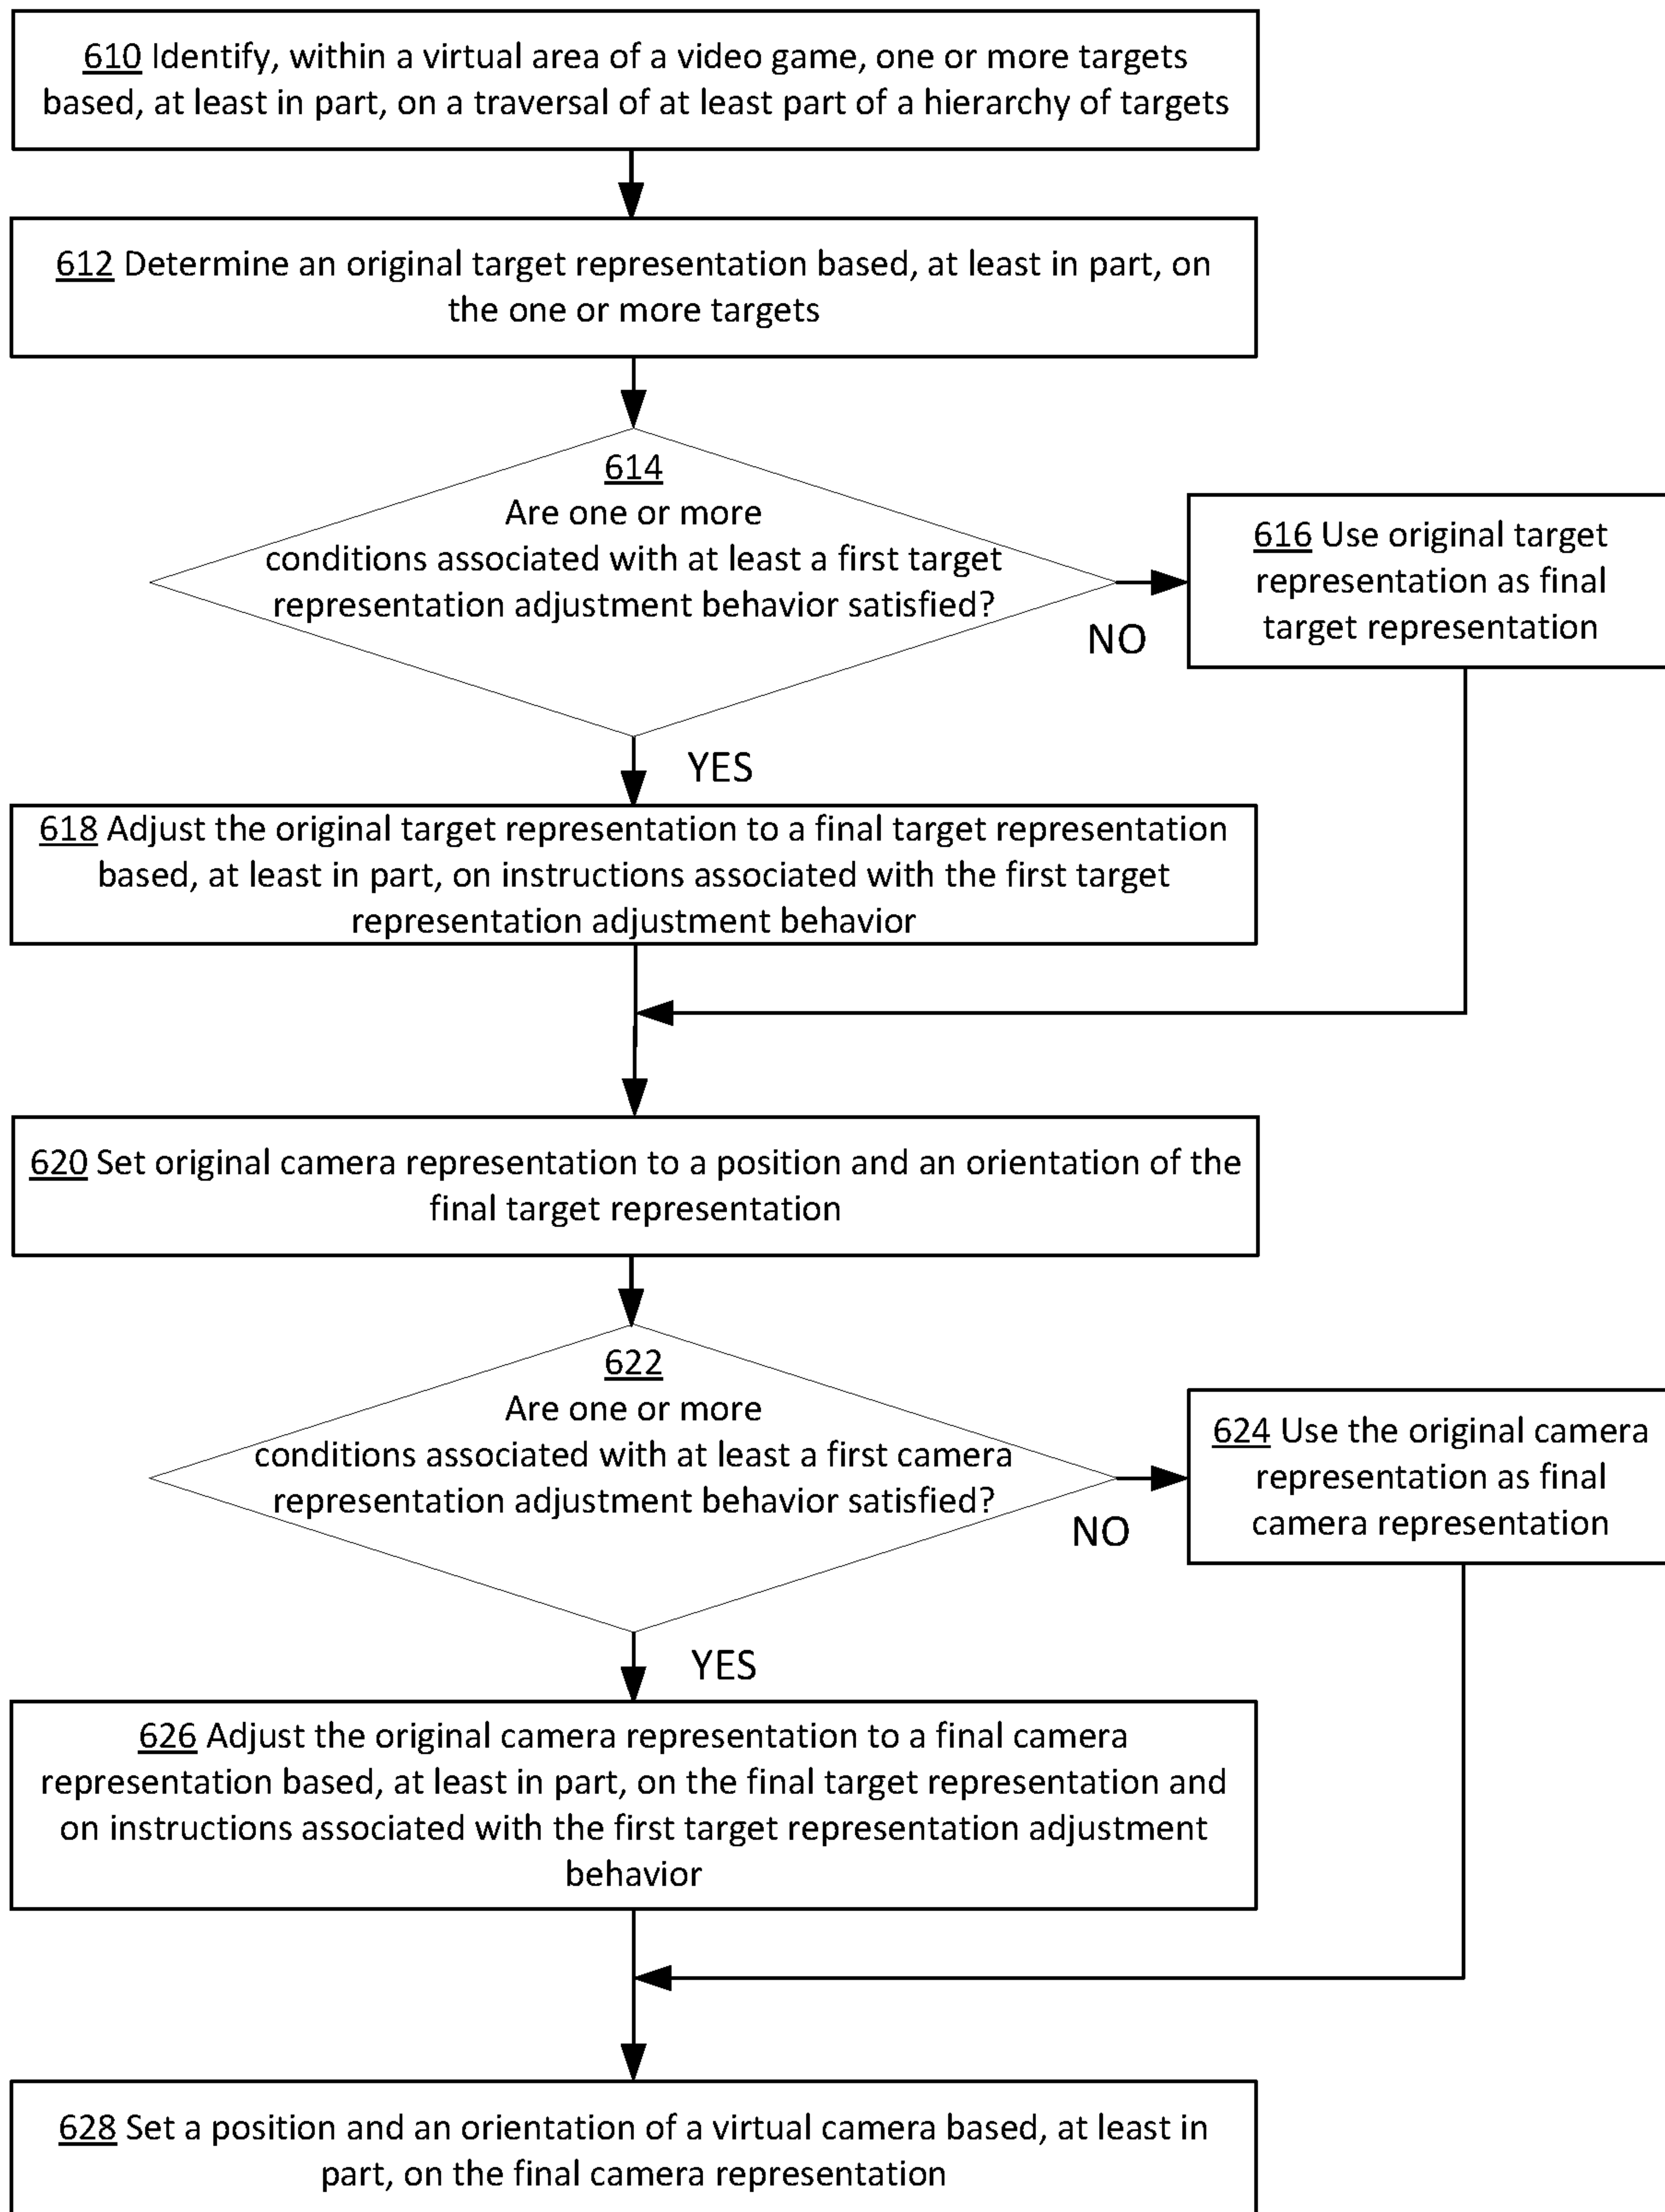 610 Identify, within a virtual area of a video game, one or more targets
based, at least in part, on a traversal of at least part of a hierarchy of targets
612 Determine an original target representation based, at least in part, on
the one or more targets
614
Are one or more
conditions associated with at least a first target
representation adjustment behavior satisfied?
NO
616 Use original target
representation as final
target representation
YES
618 Adjust the original target representation to a final target representation
based, at least in part, on instructions associated with the first target
representation adjustment behavior
620 Set original camera representation to a position and an orientation of the
final target representation
622
Are one or more
conditions associated with at least a first camera
representation adjustment behavior satisfied?
NO
624 Use the original camera
representation as final
camera representation
YES
626 Adjust the original camera representation to a final camera
representation based, at least in part, on the final target representation and
on instructions associated with the first target representation adjustment
behavior
628 Set a position and an orientation of a virtual camera based, at least in
part, on the final camera representation